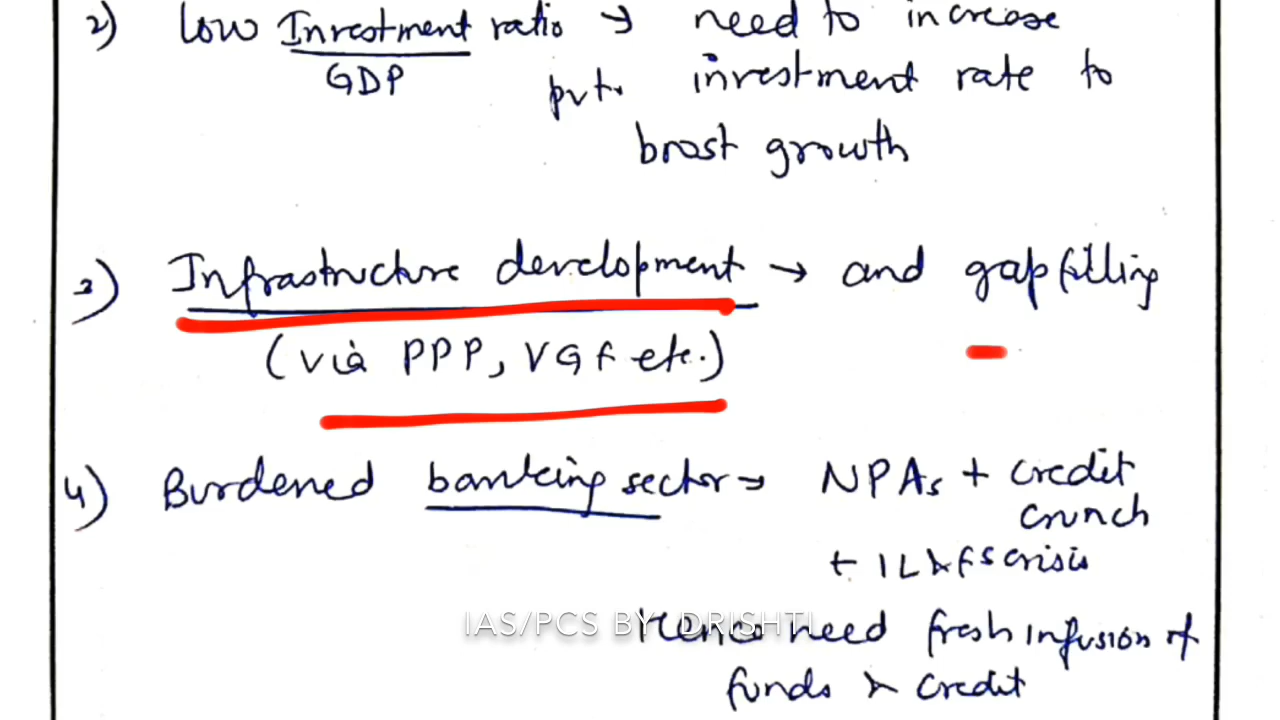 2) low Investment ratio → need to increase
GDP pvt. investment rate to
boost growth
3) Infrastructure development → and gap filling
(via PPP, VGF etc.)
4) Burdened banking sector → NPAs + credit
crunch
+ IL&FS crisis
IAS/PCS BY DRISHTI
Hence need fresh infusion of
funds & credit